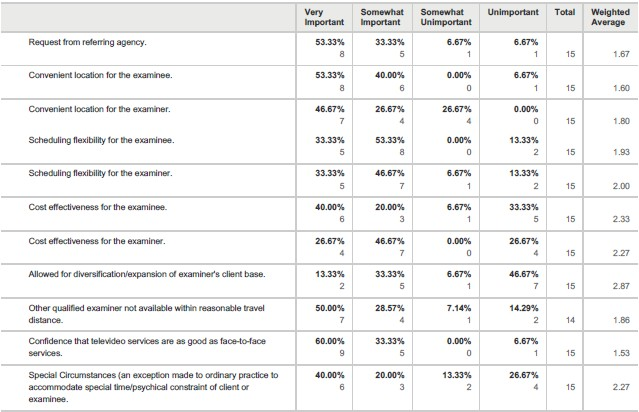 Very Important Somewhat Important Somewhat Unimportant Unimportant Total Weighted Average
Request from referring agency. 53.33% 33.33% 6.67% 6.67%
8 5 1 1 15 1.67
Convenient location for the examinee. 53.33% 40.00% 0.00% 6.67%
8 6 0 1 15 1.60
Convenient location for the examiner. 46.67% 26.67% 26.67% 0.00%
7 4 4 0 15 1.80
Scheduling flexibility for the examinee. 33.33% 53.33% 0.00% 13.33%
5 8 0 2 15 1.93
Scheduling flexibility for the examiner. 33.33% 46.67% 6.67% 13.33%
5 7 1 2 15 2.00
Cost effectiveness for the examinee. 40.00% 20.00% 6.67% 33.33%
6 3 1 5 15 2.33
Cost effectiveness for the examiner. 26.67% 46.67% 0.00% 26.67%
4 7 0 4 15 2.27
Allowed for diversification/expansion of examiner's client base. 13.33% 33.33% 6.67% 46.67%
2 5 1 7 15 2.87
Other qualified examiner not available within reasonable travel 50.00% 28.57% 7.14% 14.29%
distance. 7 4 1 2 14 1.86
Confidence that televideo services are as good as face-to-face 60.00% 33.33% 0.00% 6.67%
services. 9 5 0 1 15 1.53
Special Circumstances (an exception made to ordinary practice to 40.00% 20.00% 13.33% 26.67%
accommodate special time/psychical constraint of client or 6 3 2 4 15 2.27
examinee.